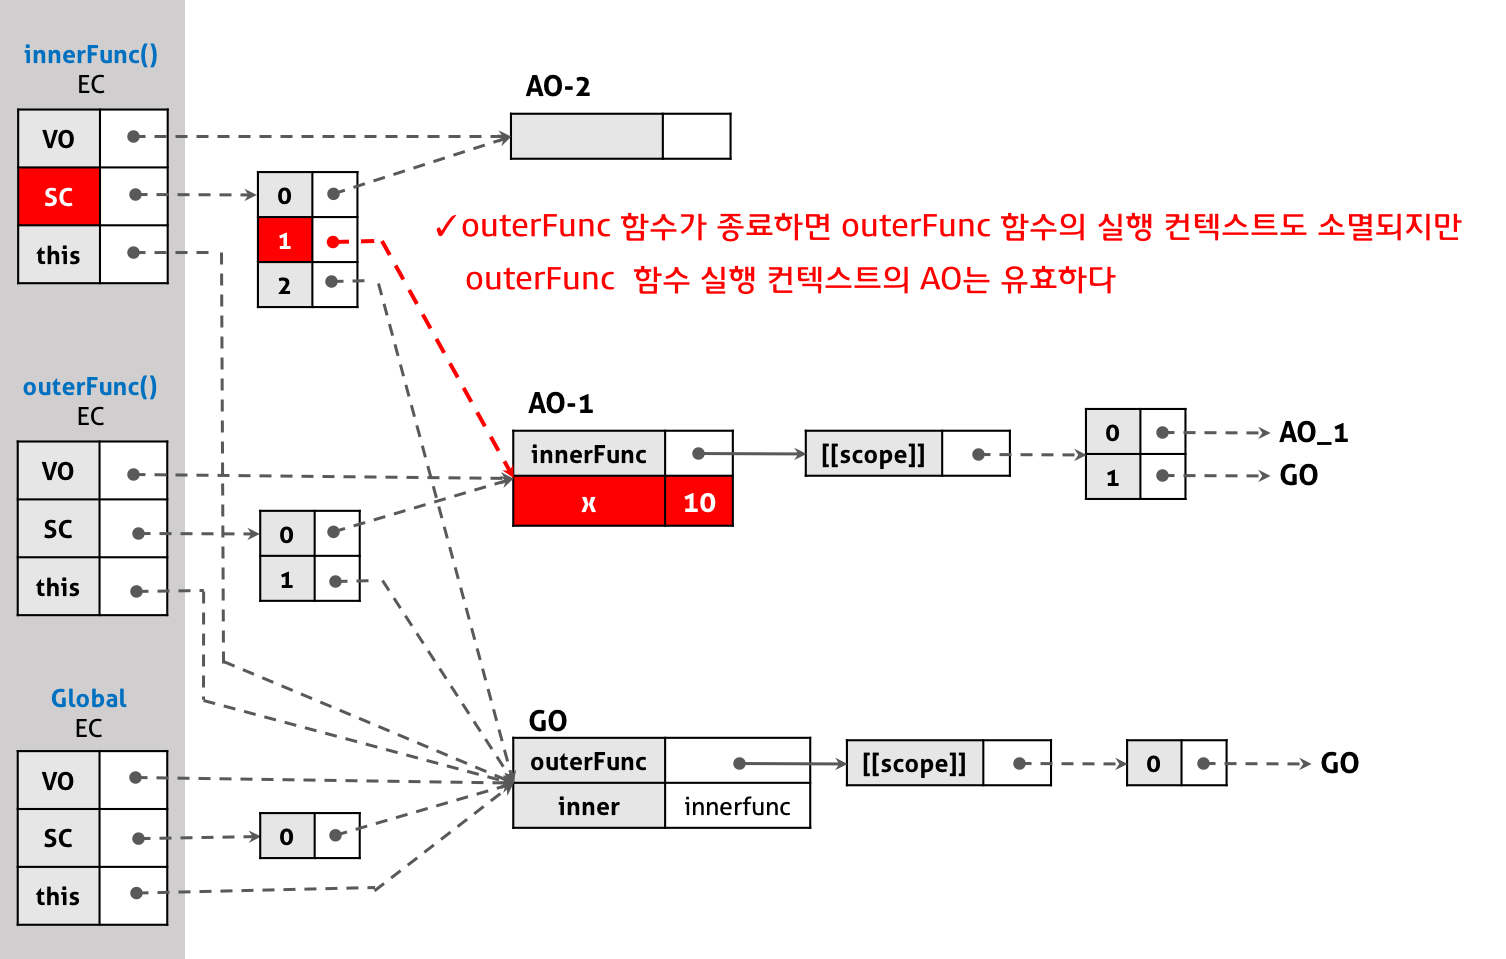 innerFunc()
EC
VO
SC
this
0
1
2
AO-2
✓outerFunc 함수가 종료하면 outerFunc 함수의 실행 컨텍스트도 소멸되지만
outerFunc 함수 실행 컨텍스트의 AO는 유효하다
outerFunc()
EC
VO
SC
this
0
1
AO-1
innerFunc
x 10
[[scope]]
0
1
AO_1
GO
Global
EC
VO
SC
this
0
GO
outerFunc
inner innerfunc
[[scope]]
0
GO